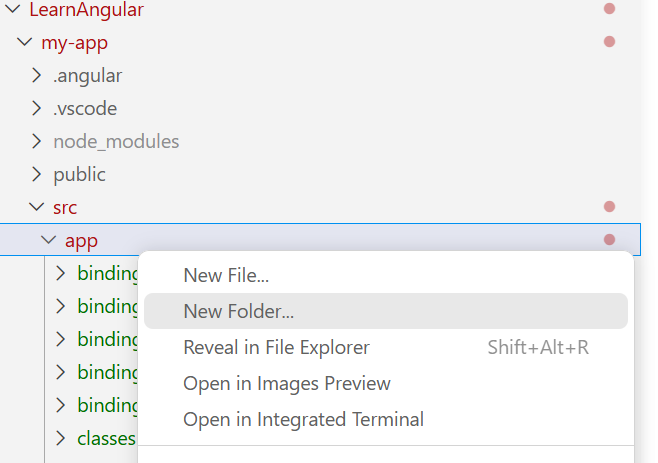 LearnAngular
my-app
.angular
.vscode
node_modules
public
src
app
binding
New File...
binding
New Folder...
binding
Reveal in File Explorer Shift+Alt+R
binding
Open in Images Preview
binding
Open in Integrated Terminal
classes